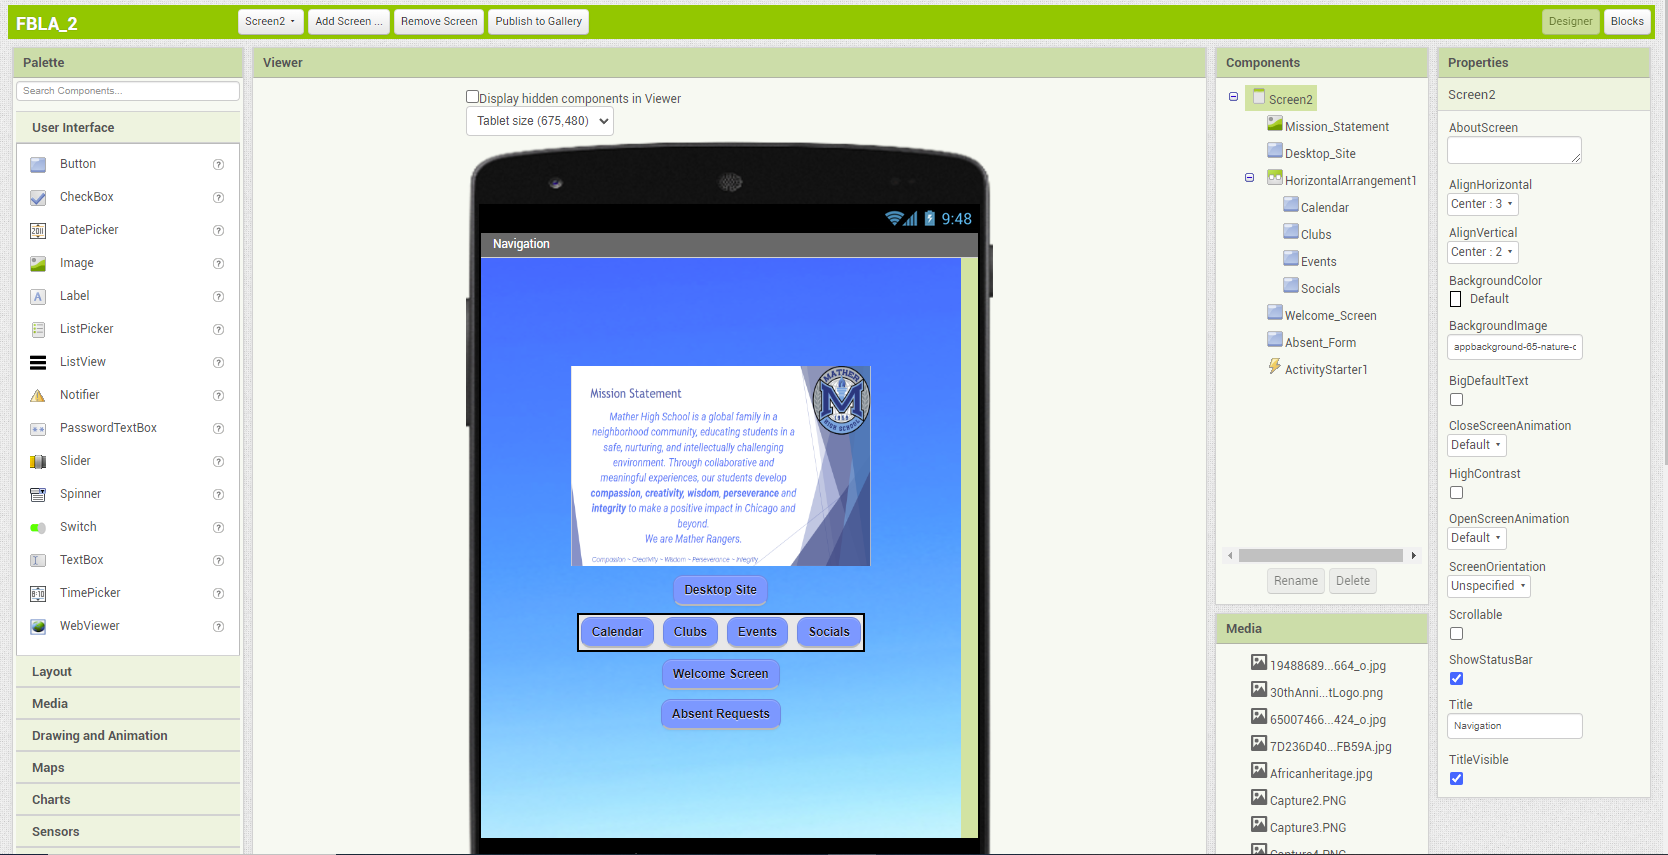 FBLA_2
Screen2
Add Screen ...
Remove Screen
Publish to Gallery
Designer
Blocks
Palette
Search Components...
User Interface
Button
CheckBox
DatePicker
Image
Label
ListPicker
ListView
Notifier
PasswordTextBox
Slider
Spinner
Switch
TextBox
TimePicker
WebViewer
Layout
Media
Drawing and Animation
Maps
Charts
Sensors
Viewer
Display hidden components in Viewer
Tablet size (675,480)
9:48
Navigation
Mission Statement
Mather High School is a global family in a
neighborhood community, educating students in a
safe, nurturing, and intellectually challenging
environment. Through collaborative and
meaningful experiences, our students develop
compassion, creativity, wisdom, perseverance and
integrity to make a positive impact in Chicago and
beyond.
We are Mather Rangers.
Compassion ~ Creativity ~ Wisdom ~ Perseverance ~ Integrity
MATHER
M
1959
HIGH SCHOOL
Desktop Site
Calendar
Clubs
Events
Socials
Welcome Screen
Absent Requests
Components
Screen2
Mission_Statement
Desktop_Site
HorizontalArrangement1
Calendar
Clubs
Events
Socials
Welcome_Screen
Absent_Form
ActivityStarter1
Rename
Delete
Media
19488689...664_o.jpg
30thAnni...tLogo.png
65007466...424_o.jpg
7D236D40...FB59A.jpg
Africanheritage.jpg
Capture2.PNG
Capture3.PNG
Capture4.PNG
Properties
Screen2
AboutScreen
AlignHorizontal
Center : 3
AlignVertical
Center : 2
BackgroundColor
Default
BackgroundImage
appbackground-65-nature-c
BigDefaultText
CloseScreenAnimation
Default
HighContrast
OpenScreenAnimation
Default
ScreenOrientation
Unspecified
Scrollable
ShowStatusBar
Title
Navigation
TitleVisible